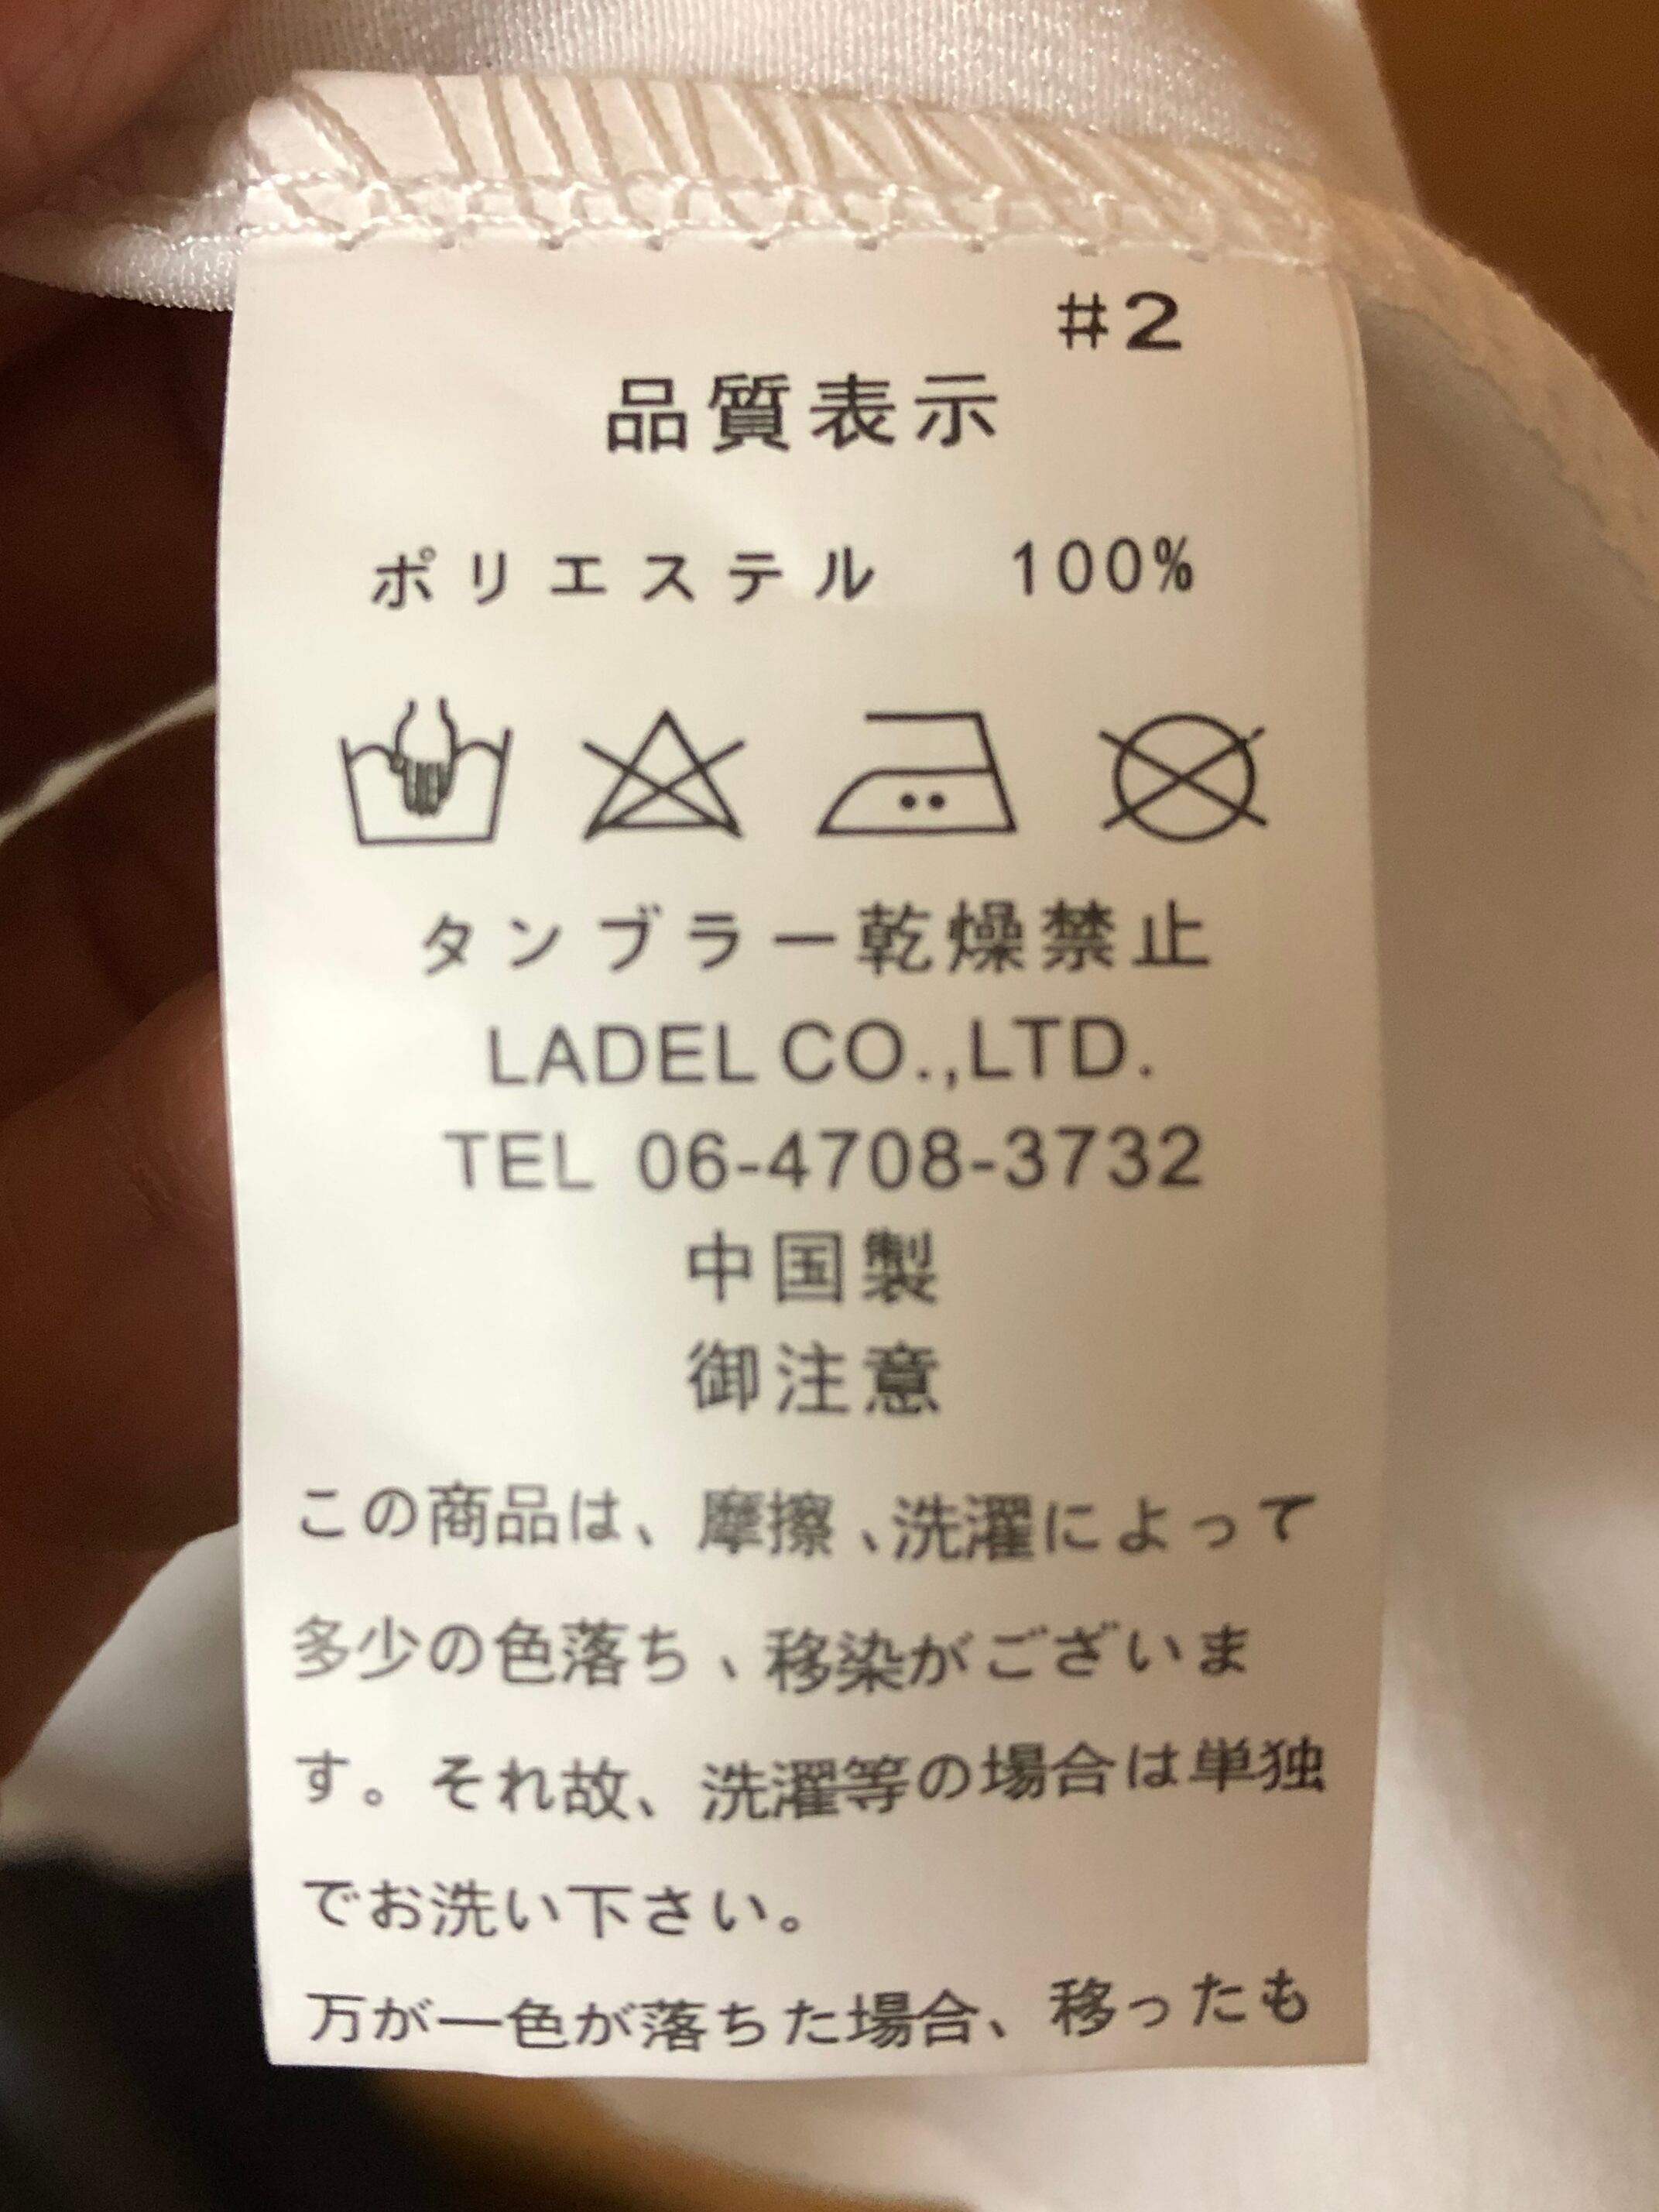 #2
品質表示
ポリエステル 100%
タンブラー乾燥禁止
LADEL CO.,LTD.
TEL 06-4708-3732
中国製
御注意
この商品は、摩擦、洗濯によって
多少の色落ち、移染がございま
す。それ故、洗濯等の場合は単独
でお洗い下さい。
万が一色が落ちた場合、移ったも